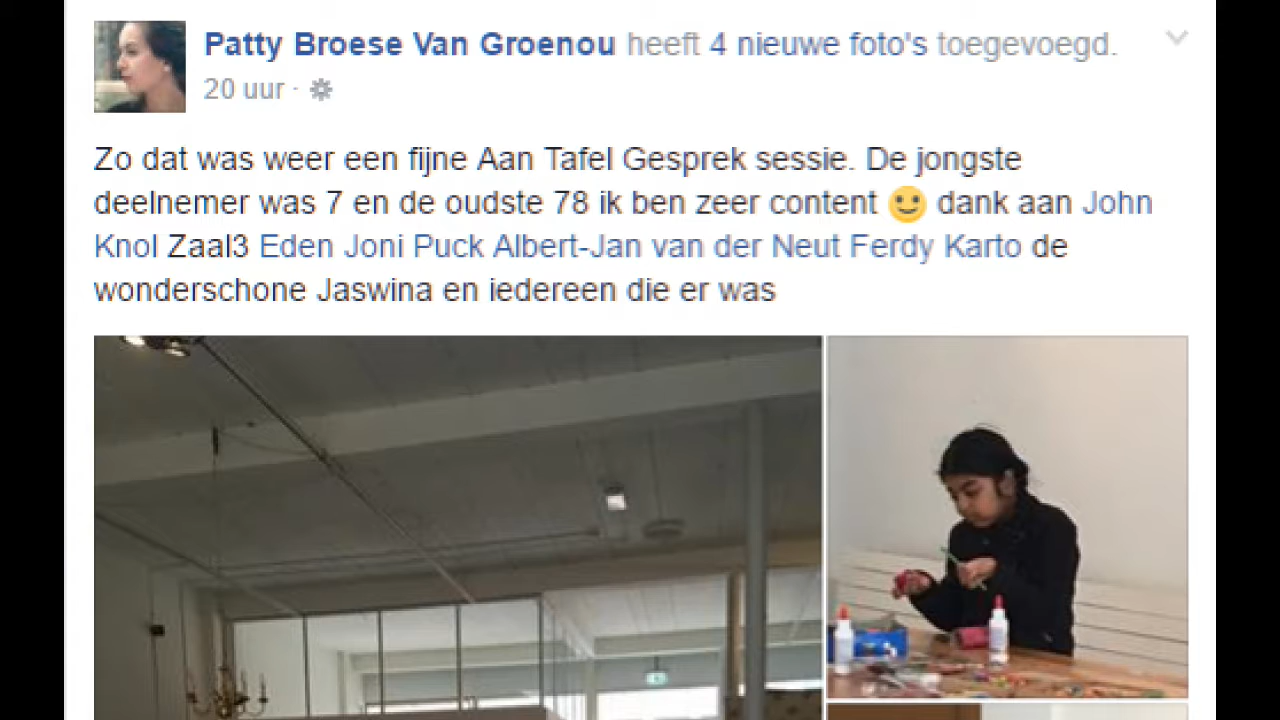 Patty Broese Van Groenou heeft 4 nieuwe foto's toegevoegd.
20 uur ·
Zo dat was weer een fijne Aan Tafel Gesprek sessie. De jongste
deelnemer was 7 en de oudste 78 ik ben zeer content 🙂 dank aan John
Knol Zaal3 Eden Joni Puck Albert-Jan van der Neut Ferdy Karto de
wonderschone Jaswina en iedereen die er was